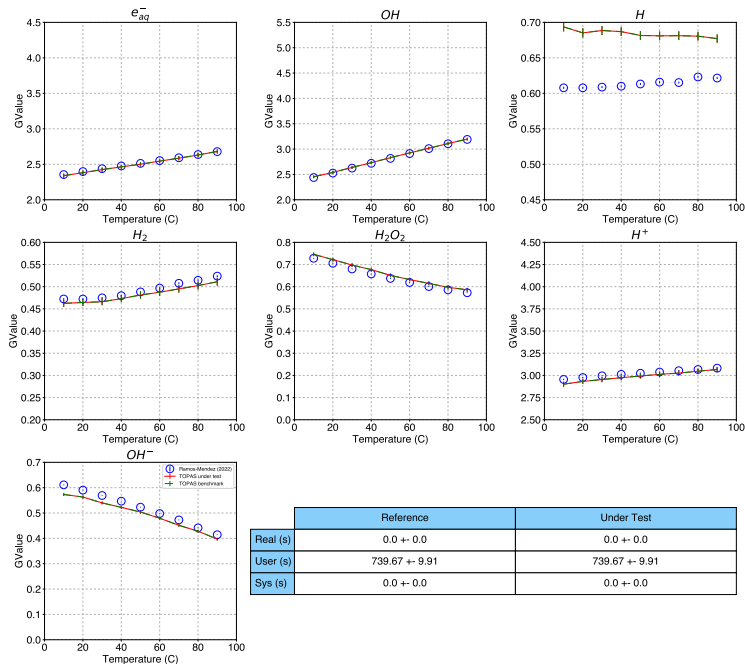 e⁻aq
OH
H
GValue
4.5
4.0
3.5
3.0
2.5
2.0
0 20 40 60 80 100
Temperature (C)
GValue
5.5
5.0
4.5
4.0
3.5
3.0
2.5
2.0
0 20 40 60 80 100
Temperature (C)
GValue
0.70
0.65
0.60
0.55
0.50
0.45
0 20 40 60 80 100
Temperature (C)
H₂
H₂O₂
H⁺
GValue
0.60
0.55
0.50
0.45
0.40
0.35
0.30
0.25
0.20
0 20 40 60 80 100
Temperature (C)
GValue
0.8
0.7
0.6
0.5
0.4
0.3
0.2
0.1
0.0
0 20 40 60 80 100
Temperature (C)
GValue
4.50
4.25
4.00
3.75
3.50
3.25
3.00
2.75
2.50
0 20 40 60 80 100
Temperature (C)
OH⁻
GValue
0.7
0.6
0.5
0.4
0.3
0.2
0.1
0.0
0 20 40 60 80 100
Temperature (C)
Ramos-Mendez (2022)
TOPAS under test
TOPAS benchmark
Reference Under Test
Real (s) 0.0 +- 0.0 0.0 +- 0.0
User (s) 739.67 +- 9.91 739.67 +- 9.91
Sys (s) 0.0 +- 0.0 0.0 +- 0.0